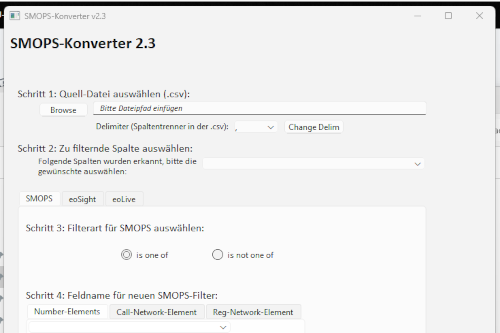 SMOPS-Konverter v2.3
SMOPS-Konverter 2.3
Schritt 1: Quell-Datei auswählen (.csv):
Browse Bitte Dateipfad einfügen
Delimiter (Spaltentrenner in der .csv): , Change Delim
Schritt 2: Zu filternde Spalte auswählen:
Folgende Spalten wurden erkannt, bitte die
gewünschte auswählen:
SMOPS eoSight eoLive
Schritt 3: Filterart für SMOPS auswählen:
is one of is not one of
Schritt 4: Feldname für neuen SMOPS-Filter:
Number-Elements Call-Network-Element Reg-Network-Element